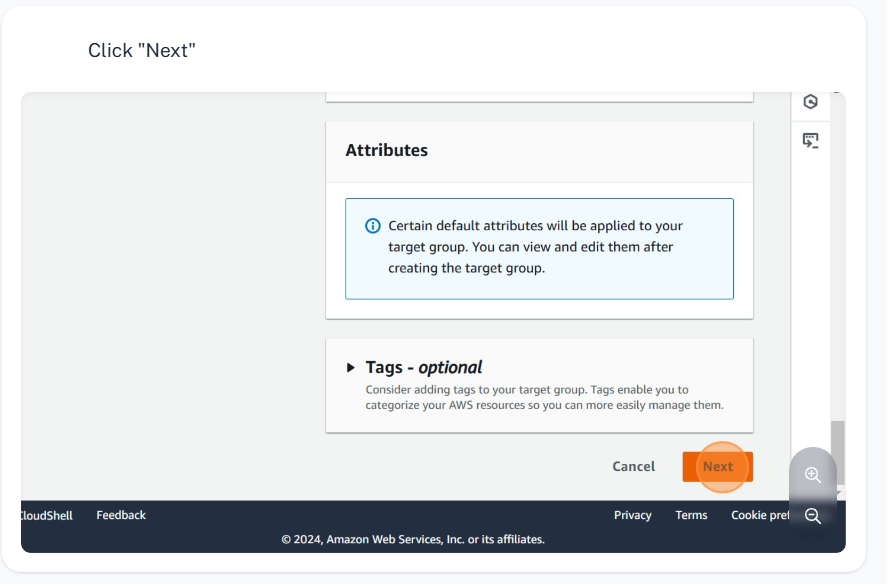 Click "Next"
Attributes
Certain default attributes will be applied to your
target group. You can view and edit them after
creating the target group.
Tags - optional
Consider adding tags to your target group. Tags enable you to
categorize your AWS resources so you can more easily manage them.
Cancel Next
CloudShell Feedback Privacy Terms Cookie pref
© 2024, Amazon Web Services, Inc. or its affiliates.